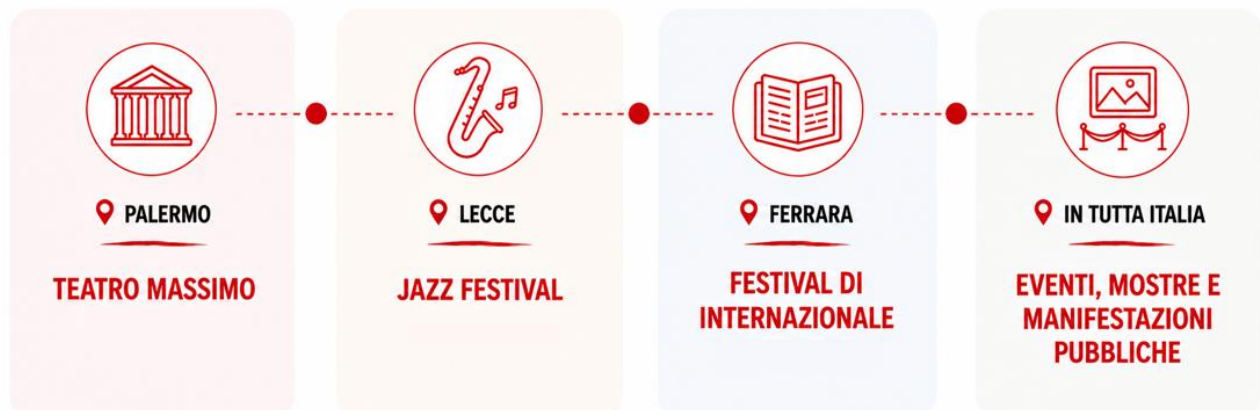 PALERMO
TEATRO MASSIMO
LECCE
JAZZ FESTIVAL
FERRARA
FESTIVAL DI
INTERNAZIONALE
IN TUTTA ITALIA
EVENTI, MOSTRE E
MANIFESTAZIONI
PUBBLICHE